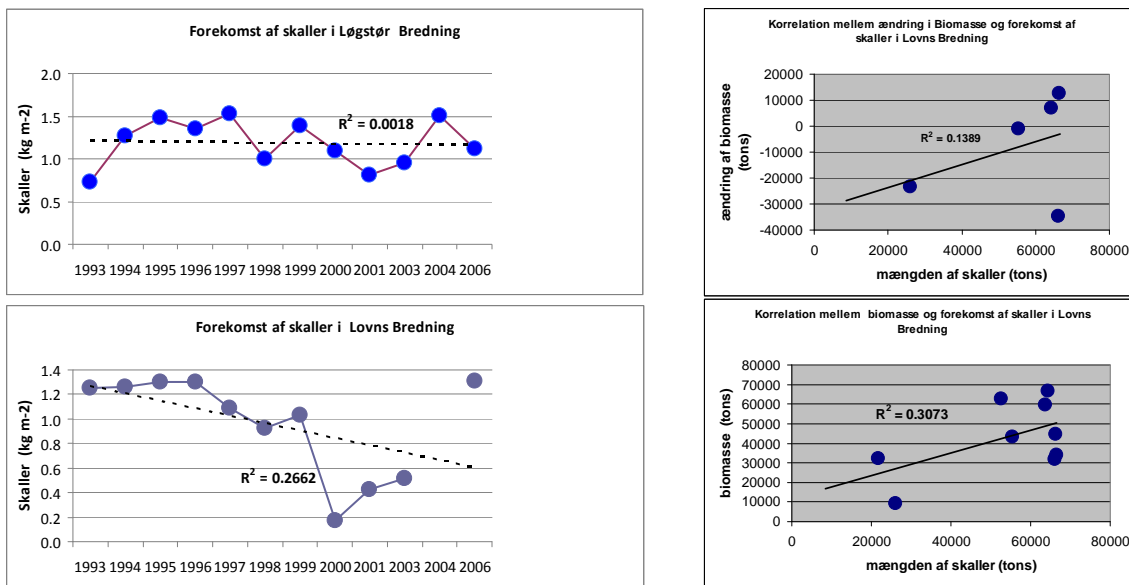 Forekomst af skaller i Løgstør Bredning
Skaller (kg m-2)
2.0
1.5
1.0
0.5
0.0
R² = 0.0018
1993 1994 1995 1996 1997 1998 1999 2000 2001 2003 2004 2006
Korrelation mellem ændring i Biomasse og forekomst af
skaller i Lovns Bredning
ændring af biomasse
(tons)
20000
10000
0
-10000
-20000
-30000
-40000
R² = 0.1389
0 20000 40000 60000 80000
mængden af skaller (tons)
Forekomst af skaller i Lovns Bredning
Skaller (kg m-2)
1.4
1.2
1.0
0.8
0.6
0.4
0.2
0.0
R² = 0.2662
1993 1994 1995 1996 1997 1998 1999 2000 2001 2003 2004 2006
Korrelation mellem biomasse og forekomst af skaller i Lovns
Bredning
biomasse (tons)
80000
70000
60000
50000
40000
30000
20000
10000
0
R² = 0.3073
0 20000 40000 60000 80000
mængden af skaller (tons)